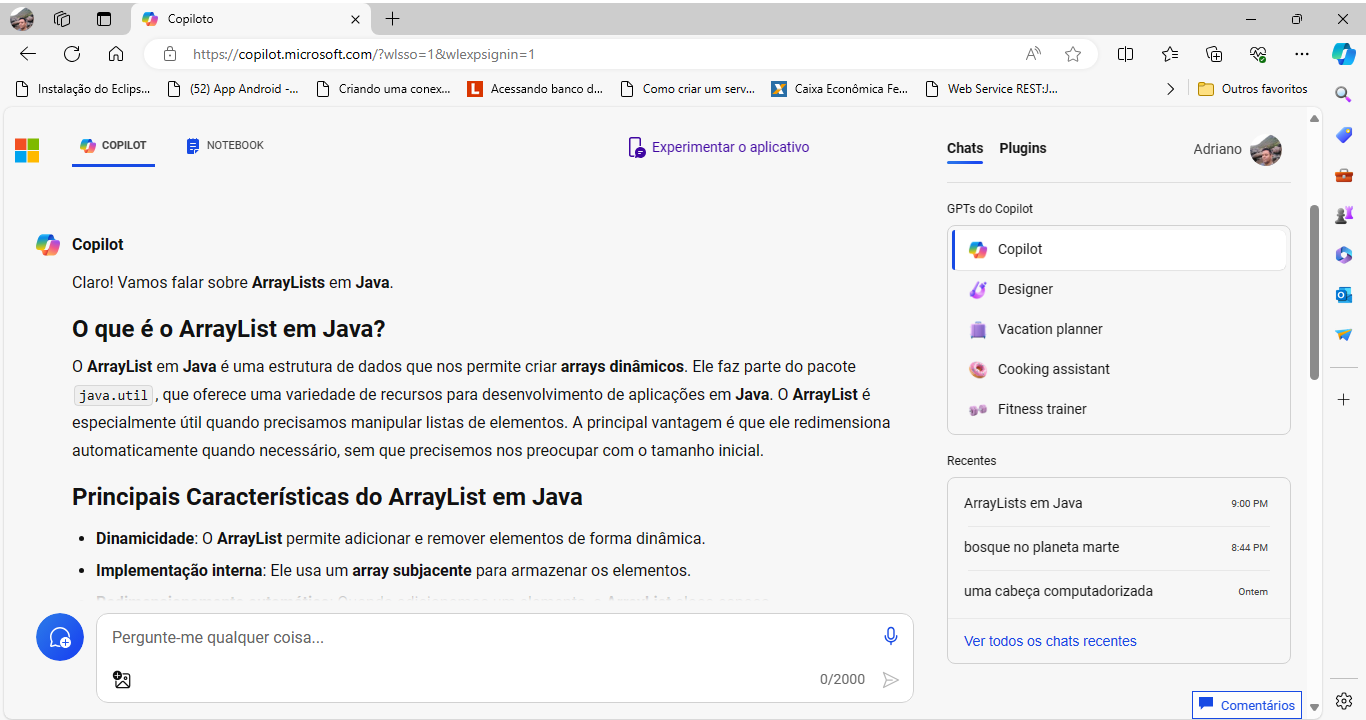 Copiloto
https://copilot.microsoft.com/?wlsso=1&wlexpsignin=1
Instalação do Eclips...
(52) App Android -...
Criando uma conex...
Acessando banco d...
Como criar um serv...
Caixa Econômica Fe...
Web Service REST:J...
Outros favoritos
COPILOT
NOTEBOOK
Experimentar o aplicativo
Chats
Plugins
Adriano
Copilot
Claro! Vamos falar sobre ArrayLists em Java.
O que é o ArrayList em Java?
O ArrayList em Java é uma estrutura de dados que nos permite criar arrays dinâmicos. Ele faz parte do pacote
java.util, que oferece uma variedade de recursos para desenvolvimento de aplicações em Java. O ArrayList é
especialmente útil quando precisamos manipular listas de elementos. A principal vantagem é que ele redimensiona
automaticamente quando necessário, sem que precisemos nos preocupar com o tamanho inicial.
Principais Características do ArrayList em Java
• Dinamicidade: O ArrayList permite adicionar e remover elementos de forma dinâmica.
• Implementação interna: Ele usa um array subjacente para armazenar os elementos.
Pergunte-me qualquer coisa...
0/2000
GPTs do Copilot
Copilot
Designer
Vacation planner
Cooking assistant
Fitness trainer
Recentes
ArrayLists em Java
9:00 PM
bosque no planeta marte
8:44 PM
uma cabeça computadorizada
Ontem
Ver todos os chats recentes
Comentários